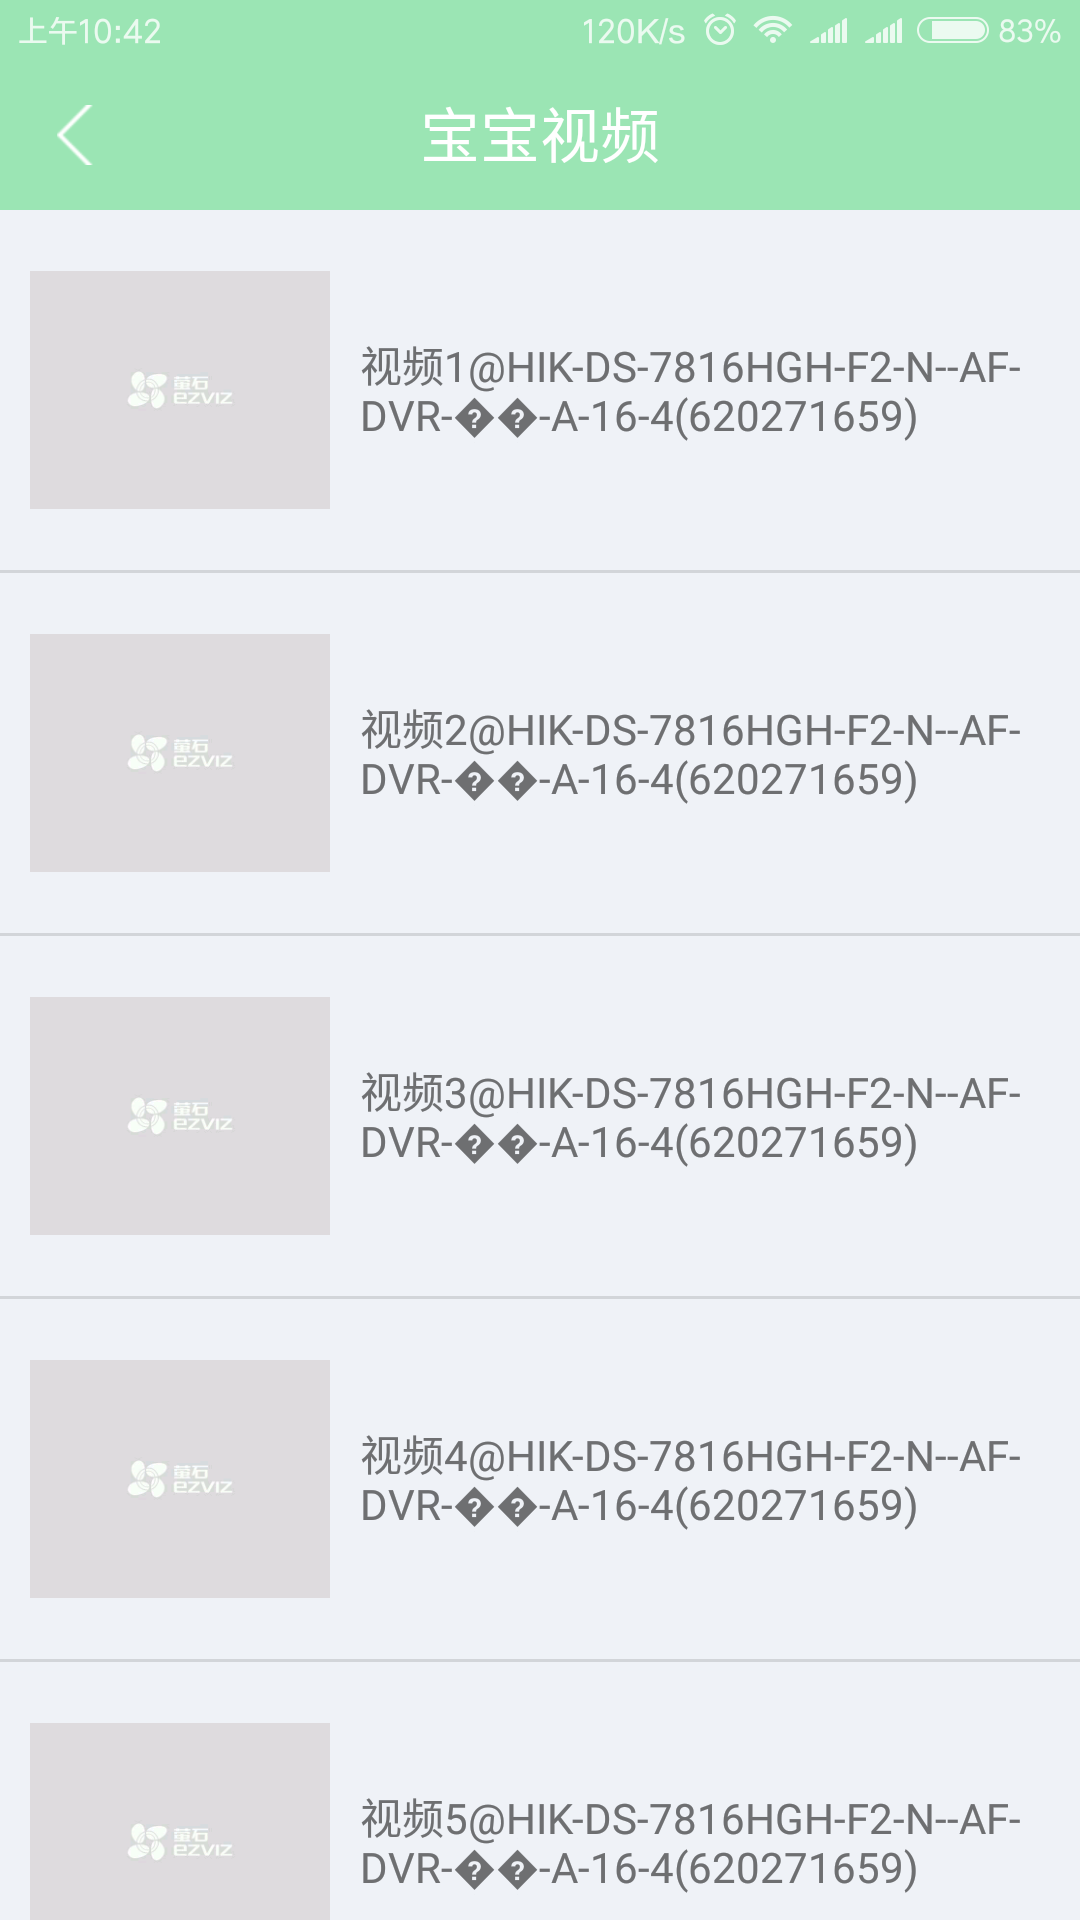 上午10:42
120K/s
83%
宝宝视频
萤石
ezviz
视频1@HIK-DS-7816HGH-F2-N--AF-
DVR-��-A-16-4(620271659)
萤石
ezviz
视频2@HIK-DS-7816HGH-F2-N--AF-
DVR-��-A-16-4(620271659)
萤石
ezviz
视频3@HIK-DS-7816HGH-F2-N--AF-
DVR-��-A-16-4(620271659)
萤石
ezviz
视频4@HIK-DS-7816HGH-F2-N--AF-
DVR-��-A-16-4(620271659)
萤石
ezviz
视频5@HIK-DS-7816HGH-F2-N--AF-
DVR-��-A-16-4(620271659)